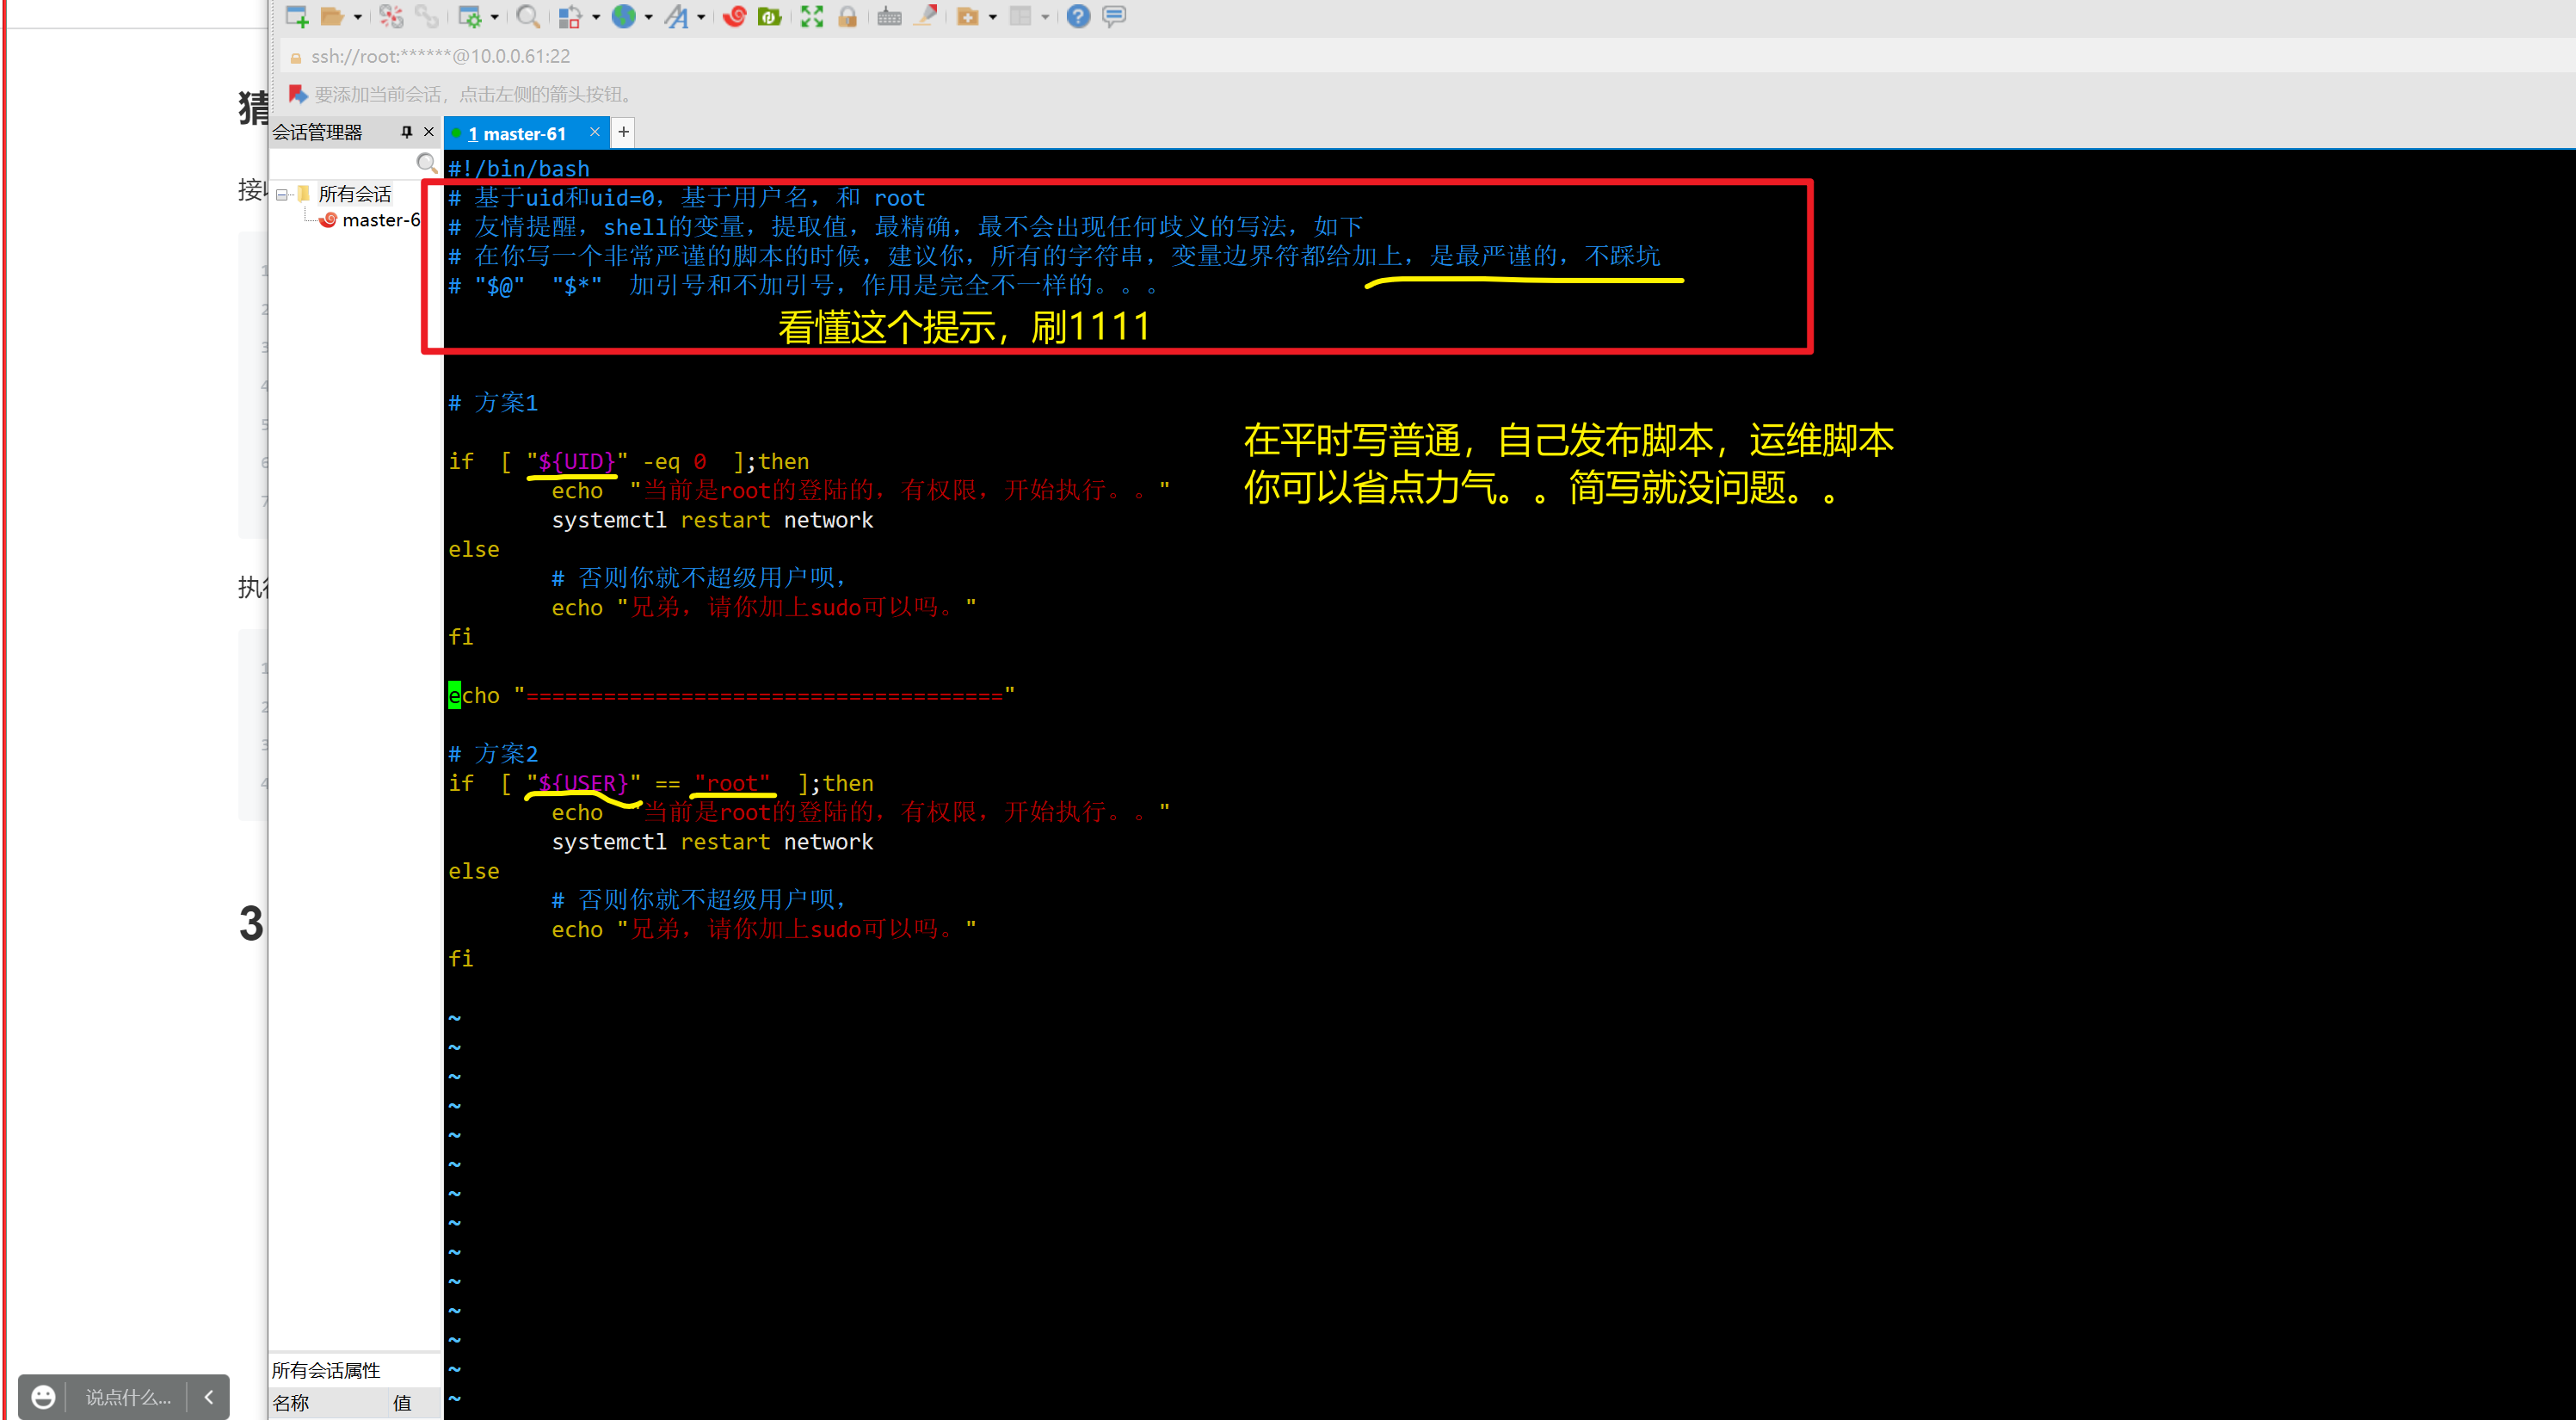 ssh://root:******@10.0.0.61:22
要添加当前会话，点击左侧的箭头按钮。
猜
接
执行
3
会话管理器
所有会话
master-6
1 master-61
#!/bin/bash
# 基于uid和uid=0，基于用户名，和 root
# 友情提醒，shell的变量，提取值，最精确，最不会出现任何歧义的写法，如下
# 在你写一个非常严谨的脚本的时候，建议你，所有的字符串，变量边界符都给加上，是最严谨的，不踩坑
# "$@"  "$*"  加引号和不加引号，作用是完全不一样的。。。
看懂这个提示，刷1111
# 方案1
在平时写普通，自己发布脚本，运维脚本
你可以省点力气。。简写就没问题。。
if  [ "${UID}" -eq 0  ];then
echo  "当前是root的登陆的，有权限，开始执行。。"
systemctl restart network
else
# 否则你就不超级用户呗，
echo "兄弟，请你加上sudo可以吗。"
fi
echo "====================================="
# 方案2
if  [ "${USER}" == "root"  ];then
echo  "当前是root的登陆的，有权限，开始执行。。"
systemctl restart network
else
# 否则你就不超级用户呗，
echo "兄弟，请你加上sudo可以吗。"
fi
~
~
~
~
~
~
~
~
~
~
~
~
~
~
所有会话属性
名称 值
说点什么...
1
2
3
4
5
6
7
1
2
3
4